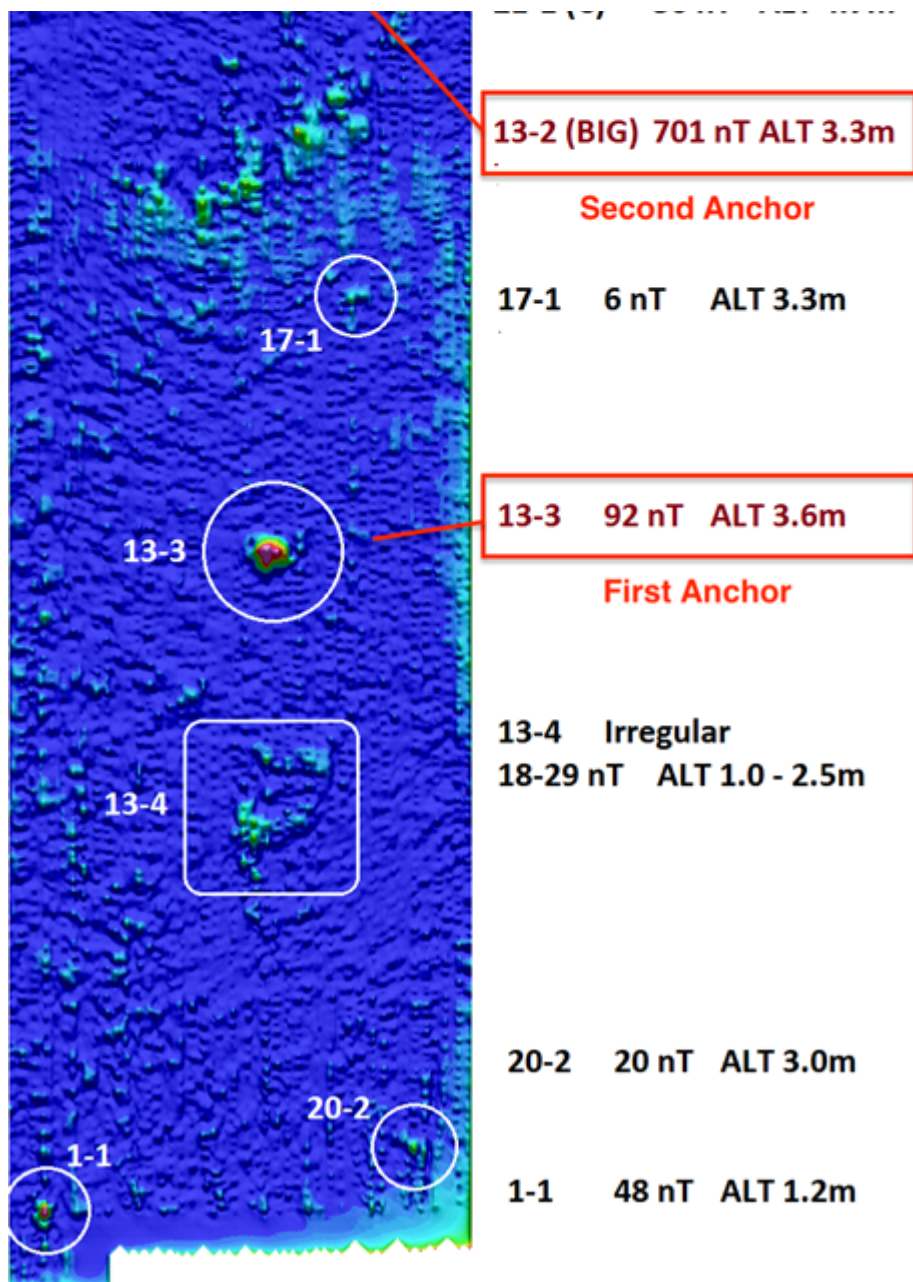 13-2 (BIG) 701 nT ALT 3.3m
Second Anchor
17-1 6 nT ALT 3.3m
17-1
13-3 92 nT ALT 3.6m
13-3
First Anchor
13-4 Irregular
18-29 nT ALT 1.0 - 2.5m
13-4
20-2 20 nT ALT 3.0m
20-2
1-1
1-1 48 nT ALT 1.2m